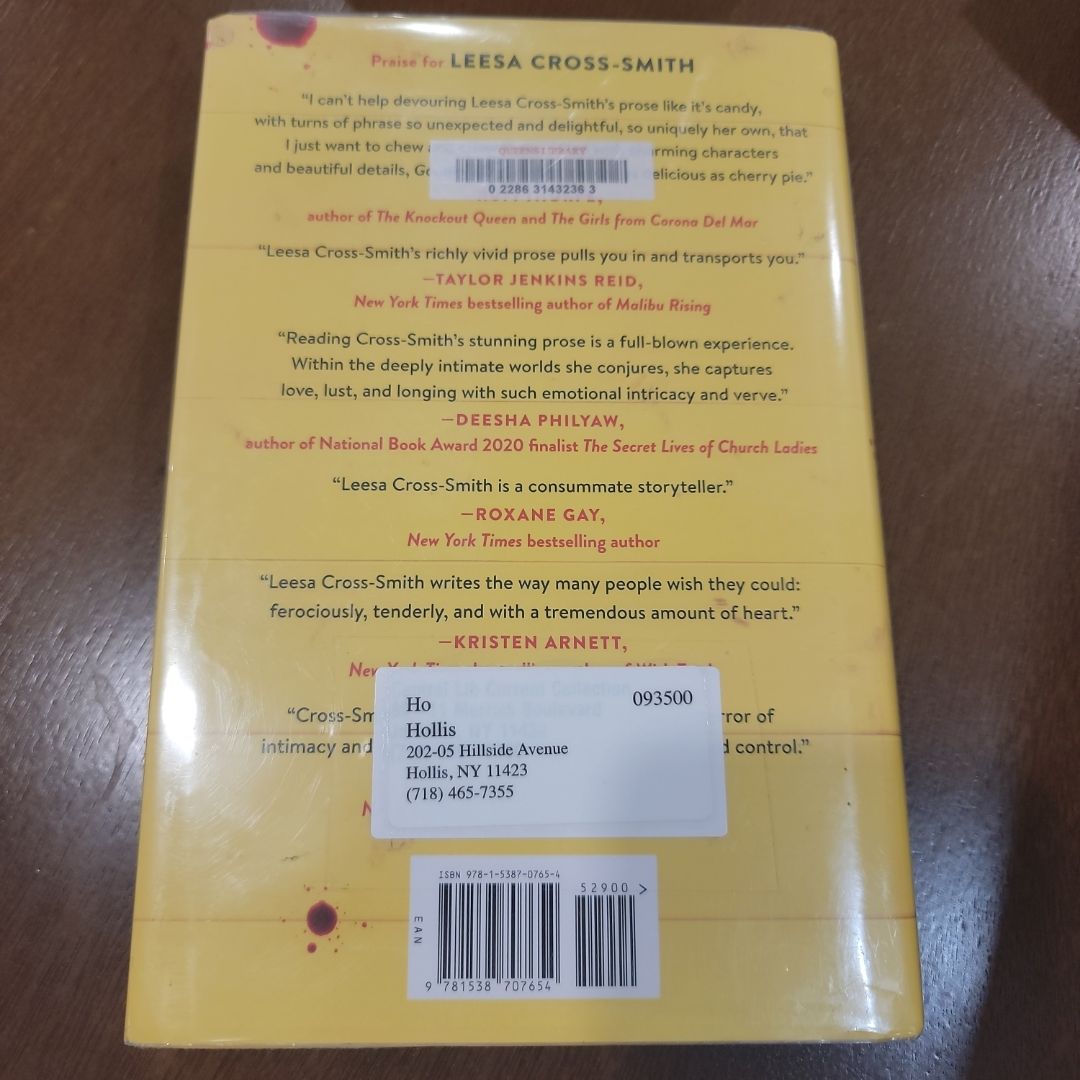 Praise for LEESA CROSS-SMITH
“I can’t help devouring Leesa Cross-Smith’s prose like it’s candy,
with turns of phrase so unexpected and delightful, so uniquely her own, that
I just want to chew
rming characters
QUEENS LIBRARY
and beautiful details,
elicious as cherry pie.”
0 2286 3143236 3
author of The Knockout Queen and The Girls from Corona Del Mar
“Leesa Cross-Smith’s richly vivid prose pulls you in and transports you.”
—TAYLOR JENKINS REID,
New York Times bestselling author of Malibu Rising
“Reading Cross-Smith’s stunning prose is a full-blown experience.
Within the deeply intimate worlds she conjures, she captures
love, lust, and longing with such emotional intricacy and verve.”
—DEESHA PHILYAW,
author of National Book Award 2020 finalist The Secret Lives of Church Ladies
“Leesa Cross-Smith is a consummate storyteller.”
—ROXANE GAY,
New York Times bestselling author
“Leesa Cross-Smith writes the way many people wish they could:
ferociously, tenderly, and with a tremendous amount of heart.”
—KRISTEN ARNETT,
New
“Cross-Sm
rror of
intimacy and
d control.”
N
Ho 093500
Hollis
202-05 Hillside Avenue
Hollis, NY 11423
(718) 465-7355
ISBN 978-1-5387-0765-4
52900 >
EAN
9 781538 707654